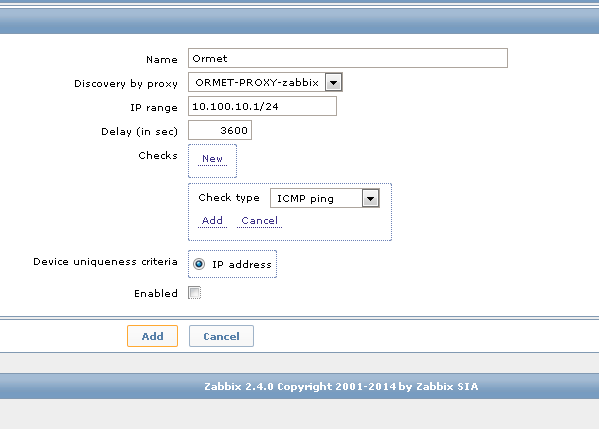 Name Ormet
Discovery by proxy ORMET-PROXY-zabbix
IP range 10.100.10.1/24
Delay (in sec) 3600
Checks New
Check type ICMP ping
Add Cancel
Device uniqueness criteria IP address
Enabled
Add Cancel
Zabbix 2.4.0 Copyright 2001-2014 by Zabbix SIA